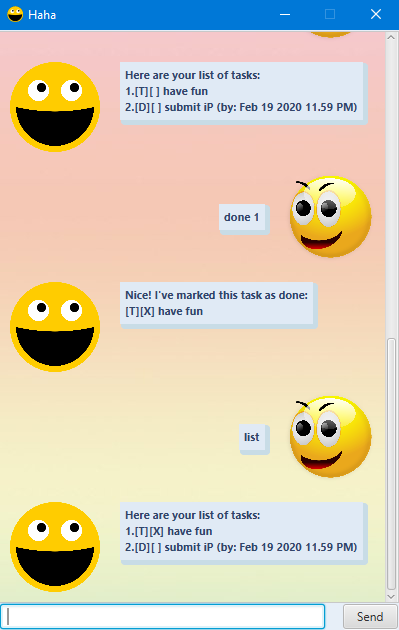 Haha
Here are your list of tasks:
1.[T][ ] have fun
2.[D][ ] submit iP (by: Feb 19 2020 11.59 PM)
done 1
Nice! I've marked this task as done:
[T][X] have fun
list
Here are your list of tasks:
1.[T][X] have fun
2.[D][ ] submit iP (by: Feb 19 2020 11.59 PM)
Send